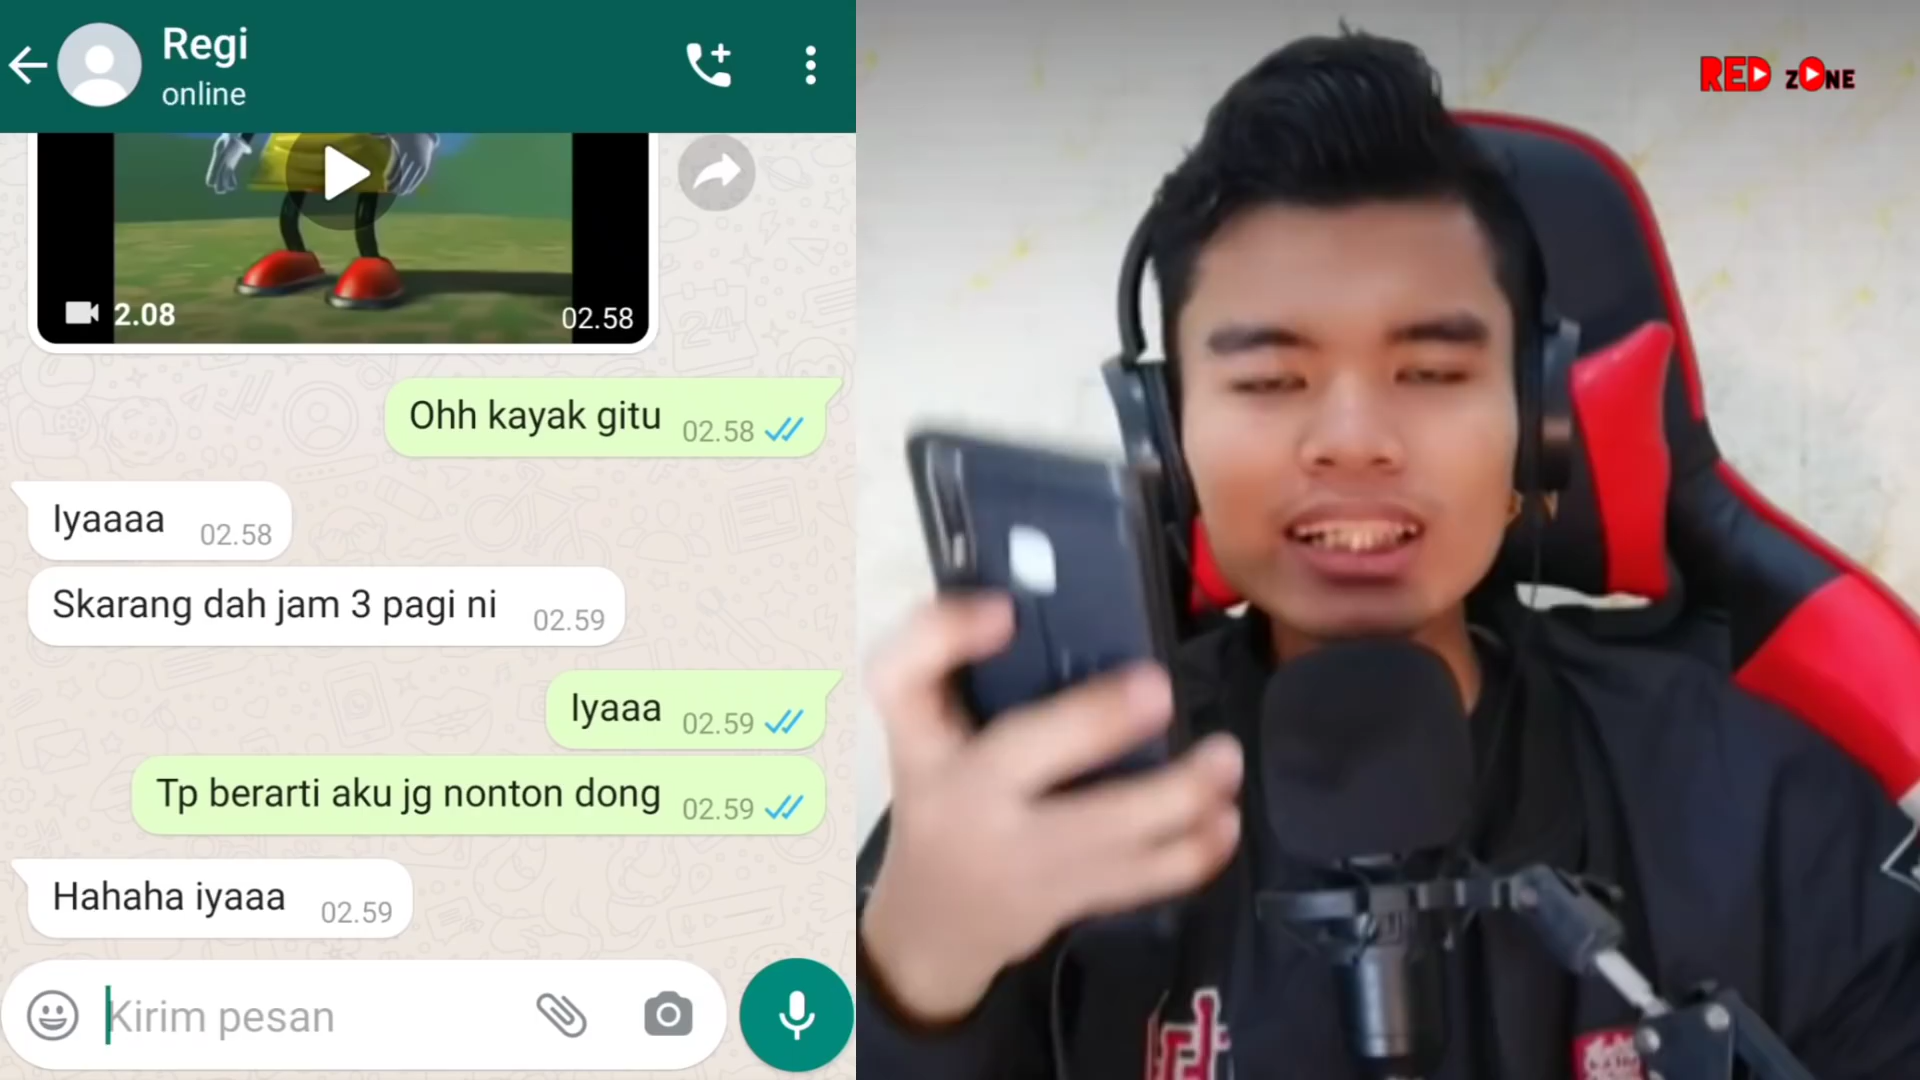 Regi
online
2.08
02.58
Ohh kayak gitu 02.58
Iyaaaa 02.58
Skarang dah jam 3 pagi ni 02.59
Iyaaa 02.59
Tp berarti aku jg nonton dong 02.59
Hahaha iyaaa 02.59
Kirim pesan
RED ZONE